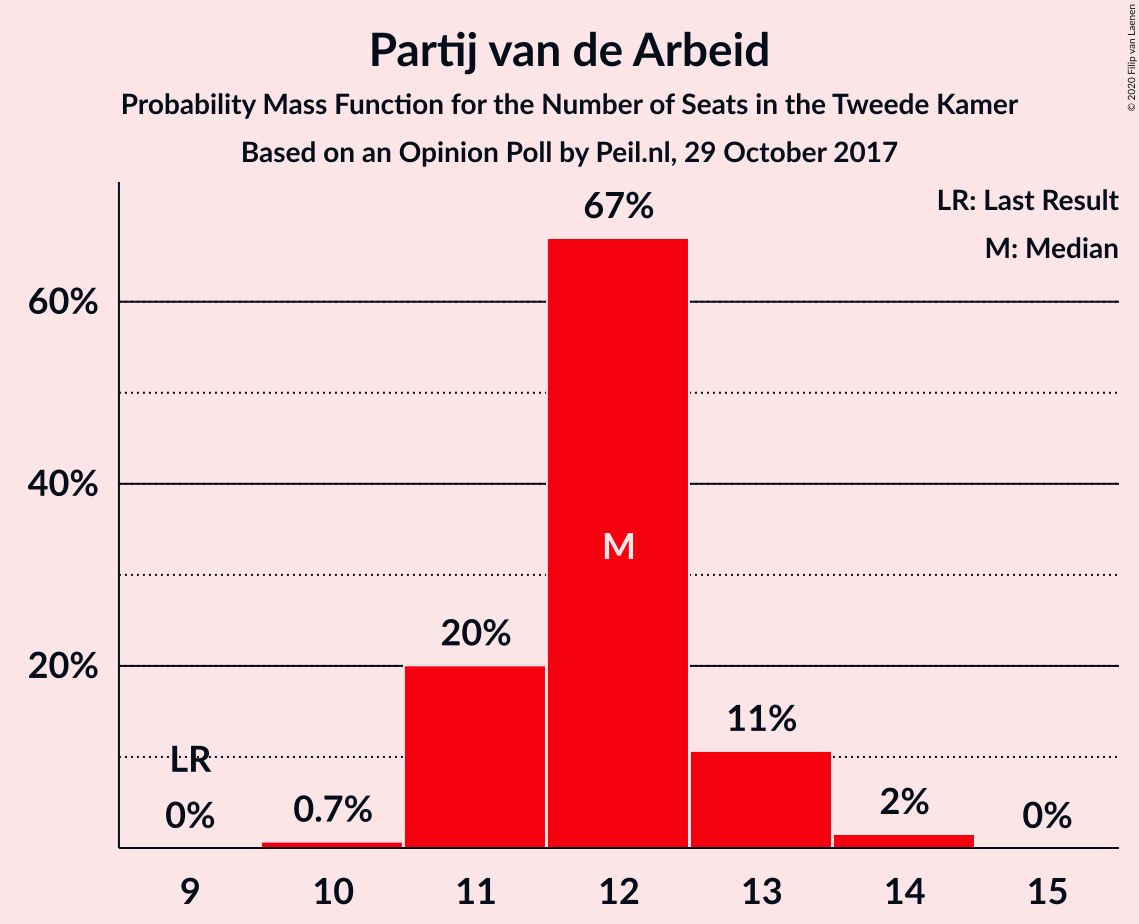 Partij van de Arbeid
Probability Mass Function for the Number of Seats in the Tweede Kamer
Based on an Opinion Poll by Peil.nl, 29 October 2017
© 2020 Filip van Laenen
LR: Last Result
M: Median
67%
60%
40%
M
20%
20%
11%
LR
0%
0.7%
2%
0%
9 10 11 12 13 14 15